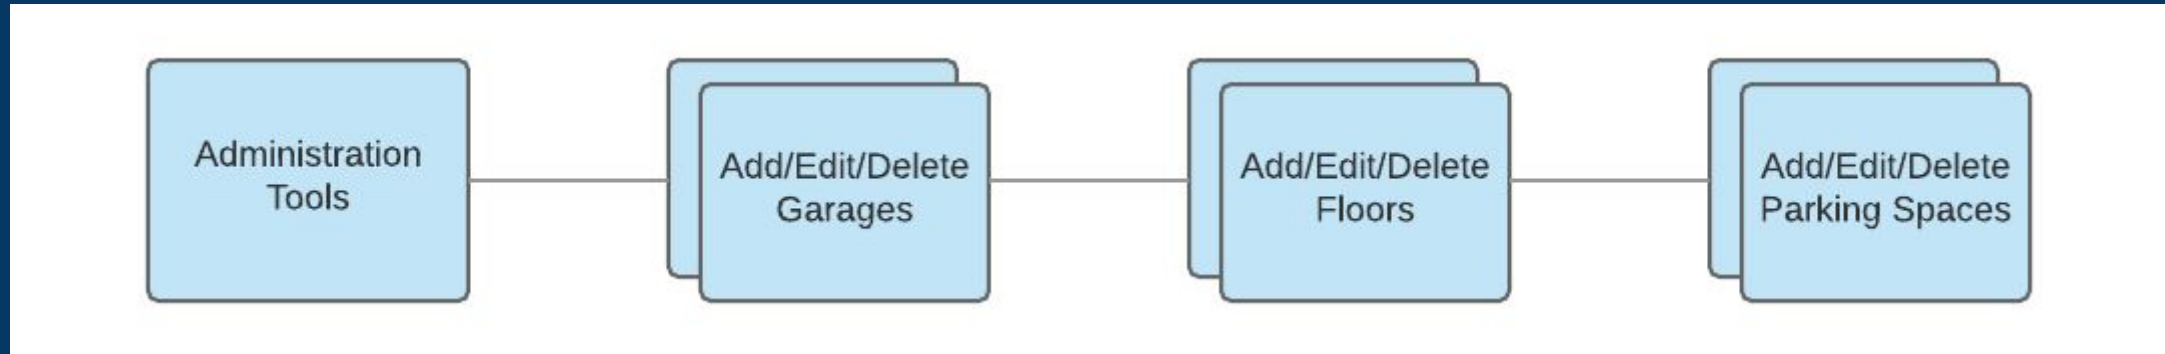 Administration
Tools
Add/Edit/Delete
Garages
Add/Edit/Delete
Floors
Add/Edit/Delete
Parking Spaces